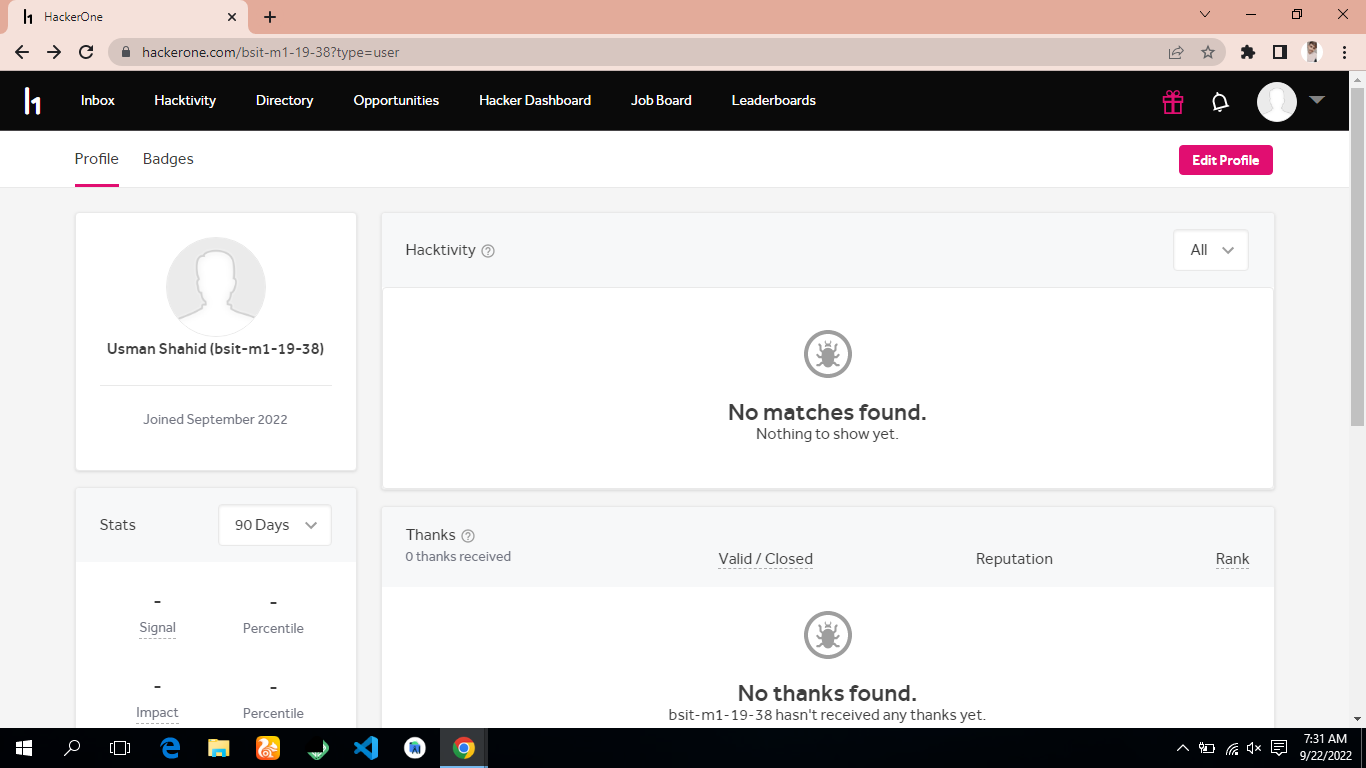 HackerOne
hackerone.com/bsit-m1-19-38?type=user
Inbox Hacktivity Directory Opportunities Hacker Dashboard Job Board Leaderboards
Profile Badges Edit Profile
Usman Shahid (bsit-m1-19-38)
Joined September 2022
Stats 90 Days
- -
Signal Percentile
- -
Impact Percentile
Hacktivity All
No matches found.
Nothing to show yet.
Thanks
0 thanks received
Valid / Closed Reputation Rank
No thanks found.
bsit-m1-19-38 hasn't received any thanks yet.
7:31 AM
9/22/2022